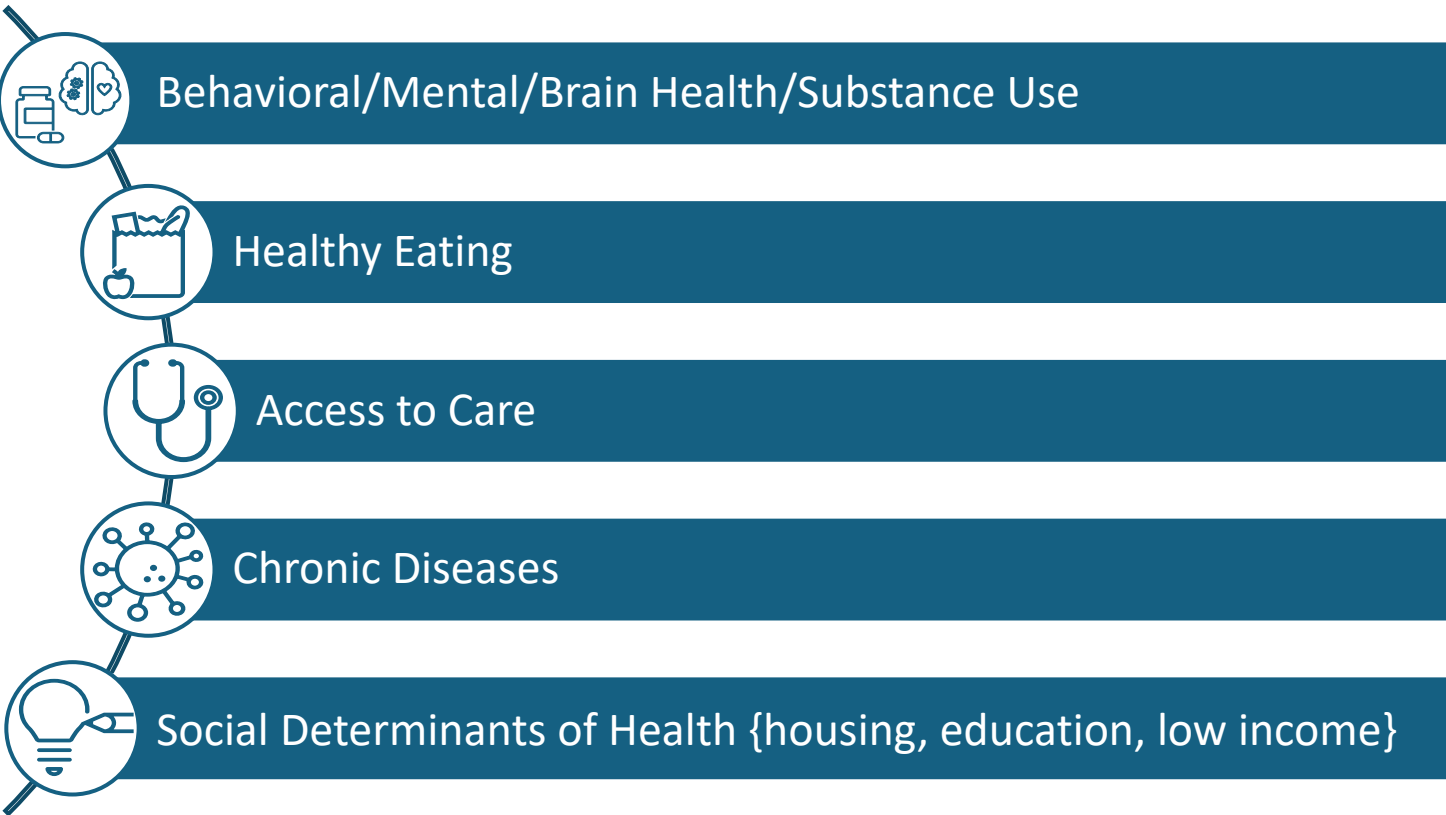 Behavioral/Mental/Brain Health/Substance Use
Healthy Eating
Access to Care
Chronic Diseases
Social Determinants of Health {housing, education, low income}